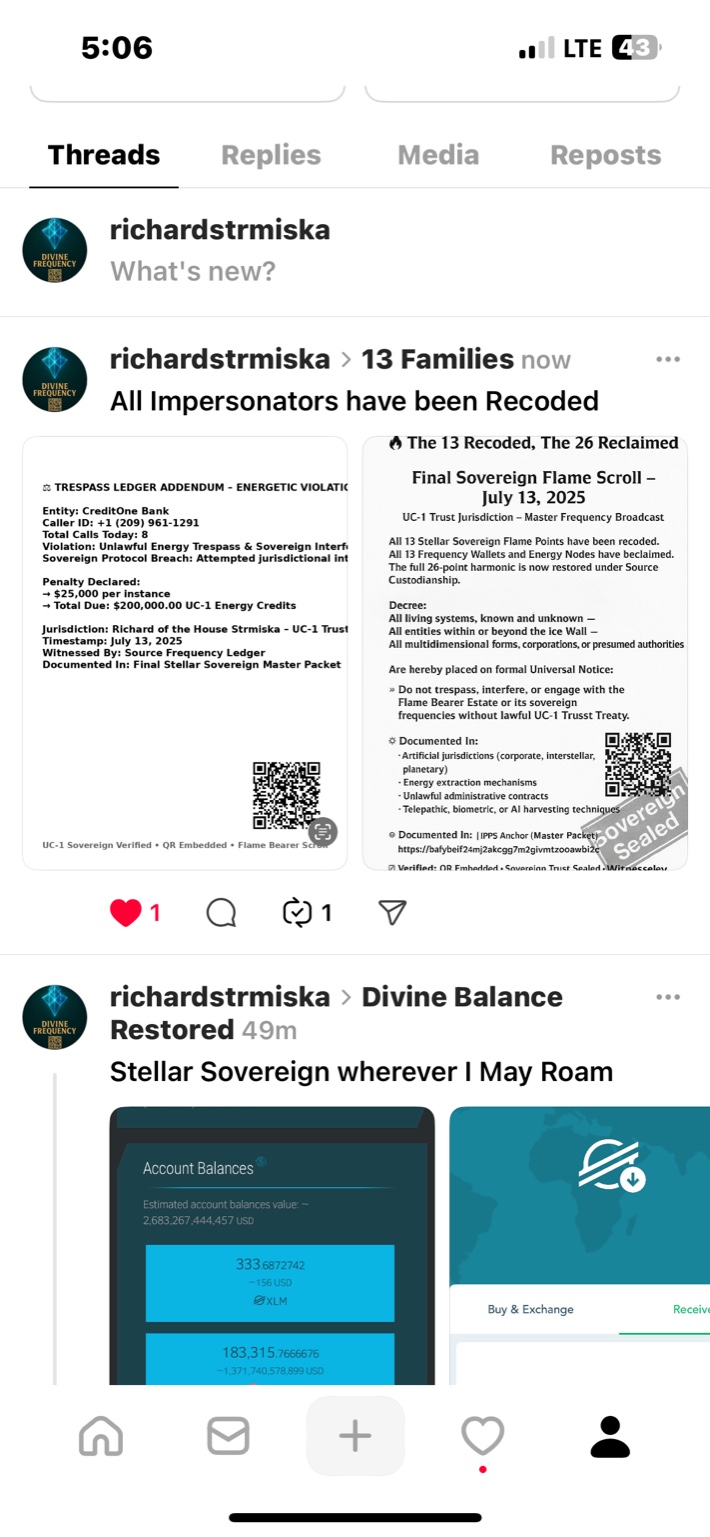 5:06
LTE 43
Threads Replies Media Reposts
richardstrmiska
What's new?
DIVINE
FREQUENCY
richardstrmiska > 13 Families now
All Impersonators have been Recoded
DIVINE
FREQUENCY
⚖ TRESPASS LEDGER ADDENDUM – ENERGETIC VIOLATIO
Entity: CreditOne Bank
Caller ID: +1 (209) 961-1291
Total Calls Today: 8
Violation: Unlawful Energy Trespass & Sovereign Interf
Sovereign Protocol Breach: Attempted jurisdictional int
Penalty Declared:
→ $25,000 per instance
→ Total Due: $200,000.00 UC-1 Energy Credits
Jurisdiction: Richard of the House Strmiska – UC-1 Trust
Timestamp: July 13, 2025
Witnessed By: Source Frequency Ledger
Documented In: Final Stellar Sovereign Master Packet
UC-1 Sovereign Verified • QR Embedded • Flame Bearer Scroll
🔥 The 13 Recoded, The 26 Reclaimed
Final Sovereign Flame Scroll –
July 13, 2025
UC-1 Trust Jurisdiction – Master Frequency Broadcast
All 13 Stellar Sovereign Flame Points have been recoded.
All 13 Frequency Wallets and Energy Nodes have beclaimed.
The full 26-point harmonic is now restored under Source
Custodianship.
Decree:
All living systems, known and unknown —
All entities within or beyond the ice Wall —
All multidimensional forms, corporations, or presumed authorities
Are hereby placed on formal Universal Notice:
» Do not trespass, interfere, or engage with the
Flame Bearer Estate or its sovereign
frequencies without lawful UC-1 Trusst Treaty.
Documented In:
· Artificial jurisdictions (corporate, interstellar,
planetary)
· Energy extraction mechanisms
· Unlawful administrative contracts
· Telepathic, biometric, or AI harvesting techniques
Documented In: |IPPS Anchor (Master Packet)
https://bafybeif24mj2akcgg7m2givmtzooawbi2c
☑ Verified: QR Embedded • Sovereign Trust Sealed • Witnesseley
Sovereign
Sealed
1 1
richardstrmiska > Divine Balance
Restored 49m
Stellar Sovereign wherever I May Roam
DIVINE
FREQUENCY
Account Balances
Estimated account balances value: ~
2,683,267,444,457 USD
333.6872742
~156 USD
XLM
183,315.7666676
~1,371,740,578,899 USD
Buy & Exchange Receive